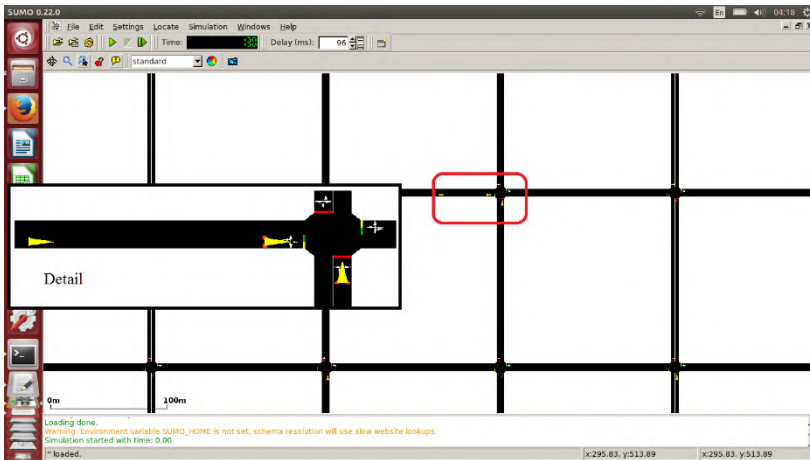 SUMO 0.22.0
En
04:18
File Edit Settings Locate Simulation Windows Help
Time:
130
Delay (ms):
96
standard
Detail
0m
100m
Loading done.
Warning: Environment variable SUMO_HOME is not set, schema resolution will use slow website lookups.
Simulation started with time: 0.00
" loaded.
x:295.83, y:513.89
x:295.83, y:513.89